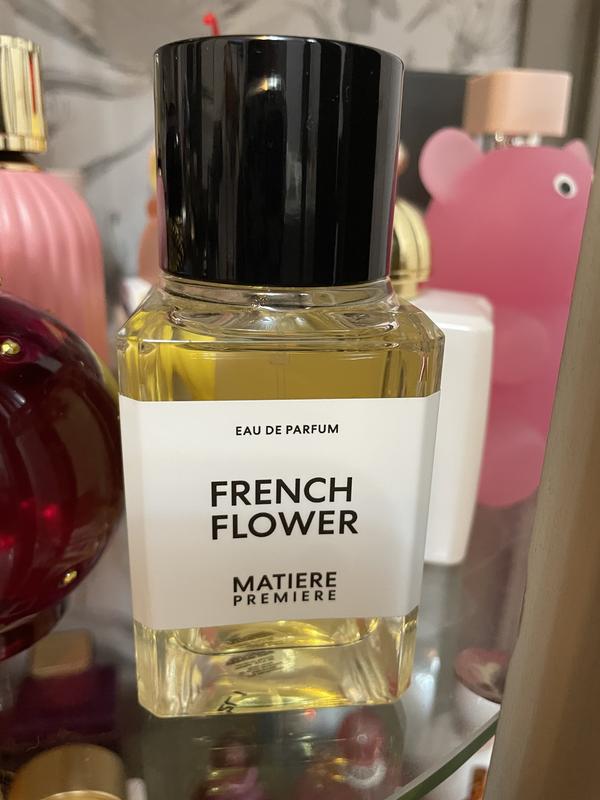 EAU DE PARFUM
FRENCH
FLOWER
MATIERE
PREMIERE